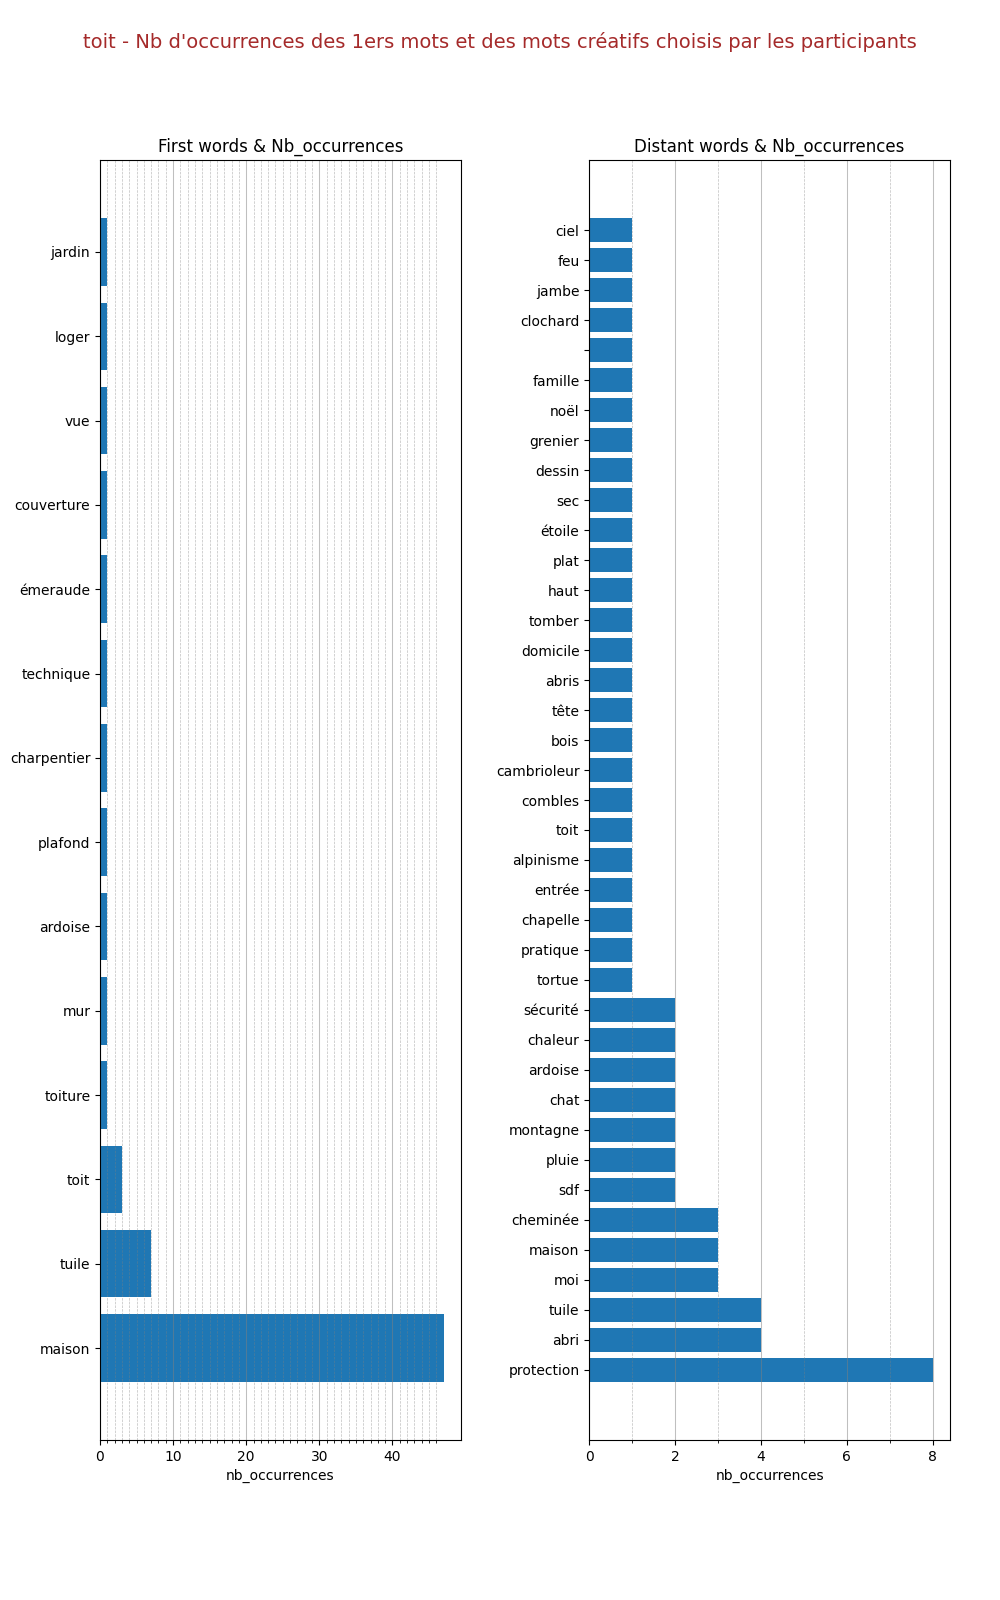 toit - Nb d'occurrences des 1ers mots et des mots créatifs choisis par les participants
First words & Nb_occurrences
jardin
loger
vue
couverture
émeraude
technique
charpentier
plafond
ardoise
mur
toiture
toit
tuile
maison
0 10 20 30 40
nb_occurrences
Distant words & Nb_occurrences
ciel
feu
jambe
clochard
famille
noël
grenier
dessin
sec
étoile
plat
haut
tomber
domicile
abris
tête
bois
cambrioleur
combles
toit
alpinisme
entrée
chapelle
pratique
tortue
sécurité
chaleur
ardoise
chat
montagne
pluie
sdf
cheminée
maison
moi
tuile
abri
protection
0 2 4 6 8
nb_occurrences